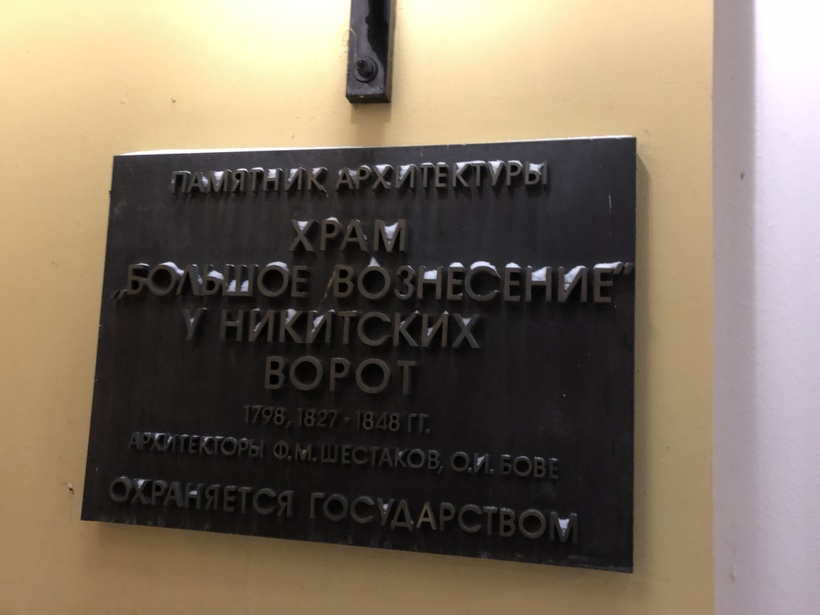 ПАМЯТНИК АРХИТЕКТУРЫ
ХРАМ
„БОЛЬШОЕ ВОЗНЕСЕНИЕ”
У НИКИТСКИХ
ВОРОТ
1798, 1827 - 1848 ГГ.
АРХИТЕКТОРЫ Ф.М. ШЕСТАКОВ, О.И. БОВЕ
ОХРАНЯЕТСЯ ГОСУДАРСТВОМ